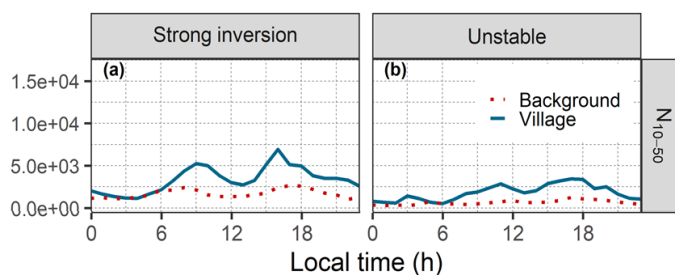 Strong inversion
Unstable
(a)
(b)
1.5e+04
1.0e+04
5.0e+03
0.0e+00
Background
Village
N10−50
0 6 12 18 0 6 12 18
Local time (h)